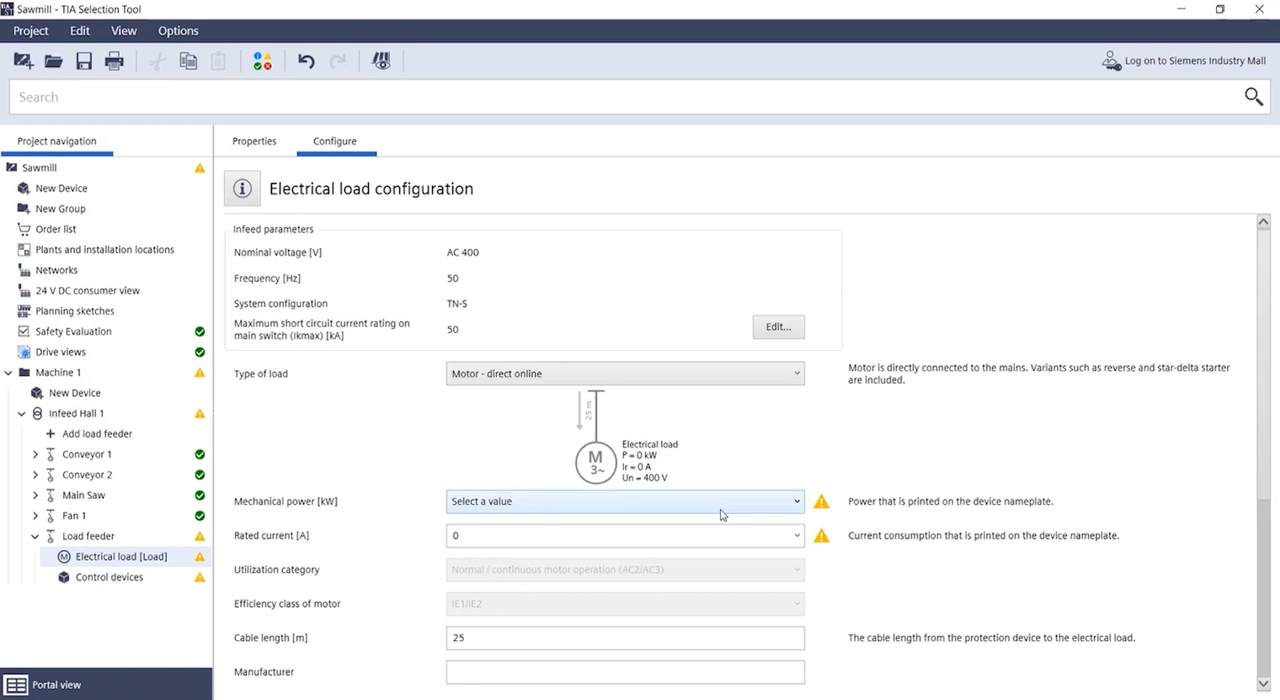 Sawmill - TIA Selection Tool
Project Edit View Options
Log on to Siemens Industry Mall
Search
Project navigation
Sawmill
New Device
New Group
Order list
Plants and installation locations
Networks
24 V DC consumer view
Planning sketches
Safety Evaluation
Drive views
Machine 1
New Device
Infeed Hall 1
Add load feeder
Conveyor 1
Conveyor 2
Main Saw
Fan 1
Load feeder
Electrical load [Load]
Control devices
Portal view
Properties Configure
Electrical load configuration
Infeed parameters
Nominal voltage [V] AC 400
Frequency [Hz] 50
System configuration TN-S
Maximum short circuit current rating on
main switch (Ikmax) [kA] 50
Edit...
Type of load Motor - direct online
Motor is directly connected to the mains. Variants such as reverse and star-delta starter
are included.
25 m
M
3~
Electrical load
P = 0 kW
Ir = 0 A
Un = 400 V
Mechanical power [kW] Select a value Power that is printed on the device nameplate.
Rated current [A] 0 Current consumption that is printed on the device nameplate.
Utilization category Normal / continuous motor operation (AC2/AC3)
Efficiency class of motor IE1/IE2
Cable length [m] 25 The cable length from the protection device to the electrical load.
Manufacturer